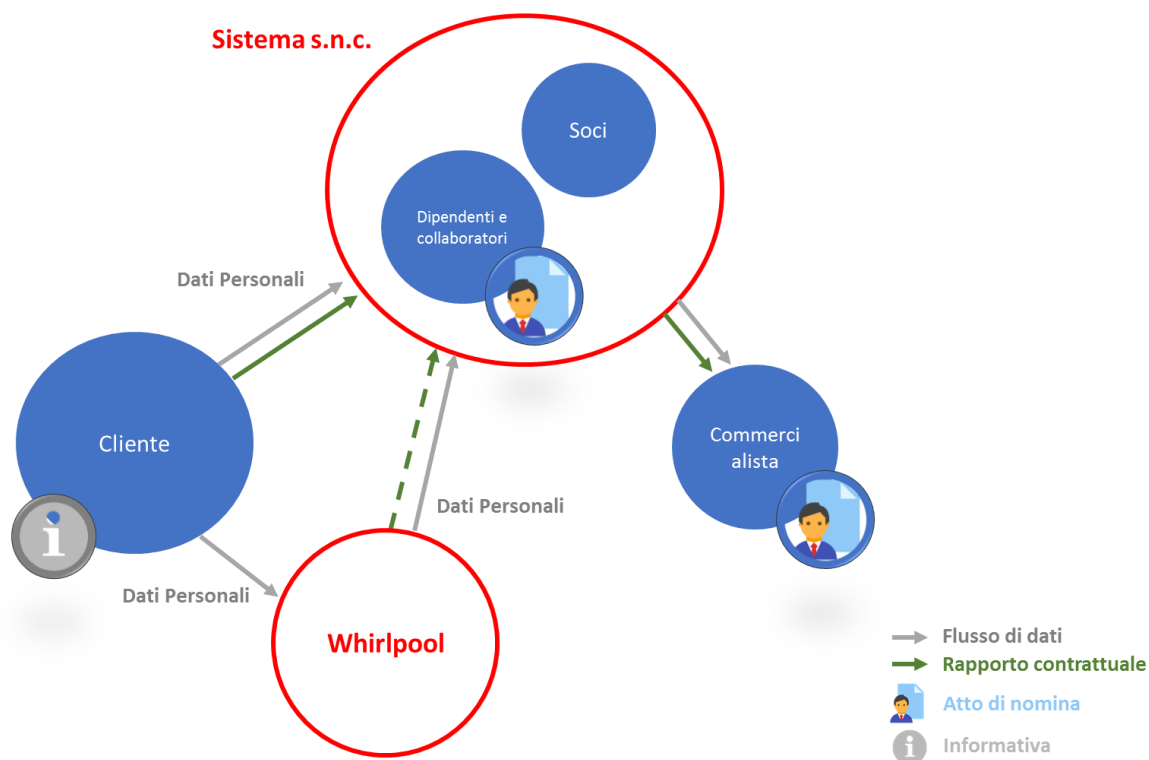 Sistema s.n.c.
Soci
Dipendenti e
collaboratori
Dati Personali
Cliente
Commerci
alista
Dati Personali
Dati Personali
Whirlpool
Flusso di dati
Rapporto contrattuale
Atto di nomina
Informativa